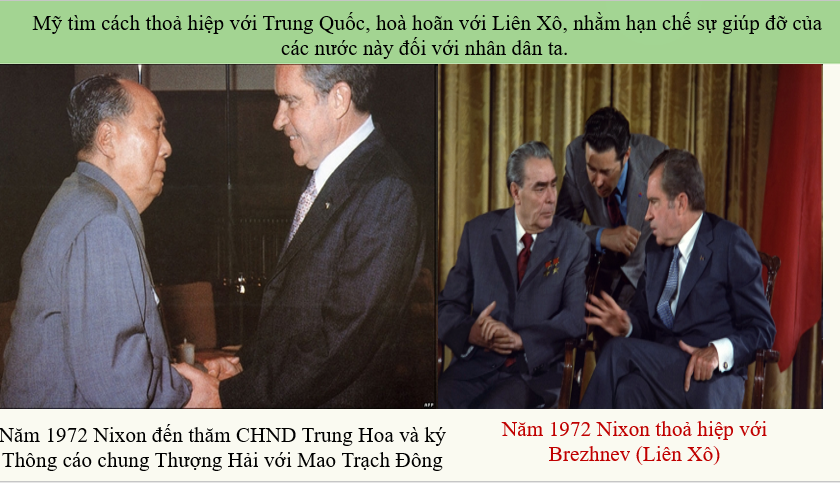 Mỹ tìm cách thoả hiệp với Trung Quốc, hoà hoãn với Liên Xô, nhằm hạn chế sự giúp đỡ của
các nước này đối với nhân dân ta.
AFP
Năm 1972 Nixon đến thăm CHND Trung Hoa và ký
Thông cáo chung Thượng Hải với Mao Trạch Đông
Năm 1972 Nixon thoả hiệp với
Brezhnev (Liên Xô)